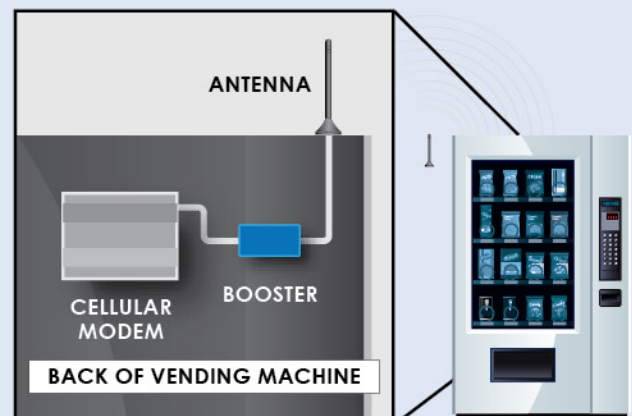 ANTENNA
BOOSTER
CELLULAR
MODEM
BACK OF VENDING MACHINE